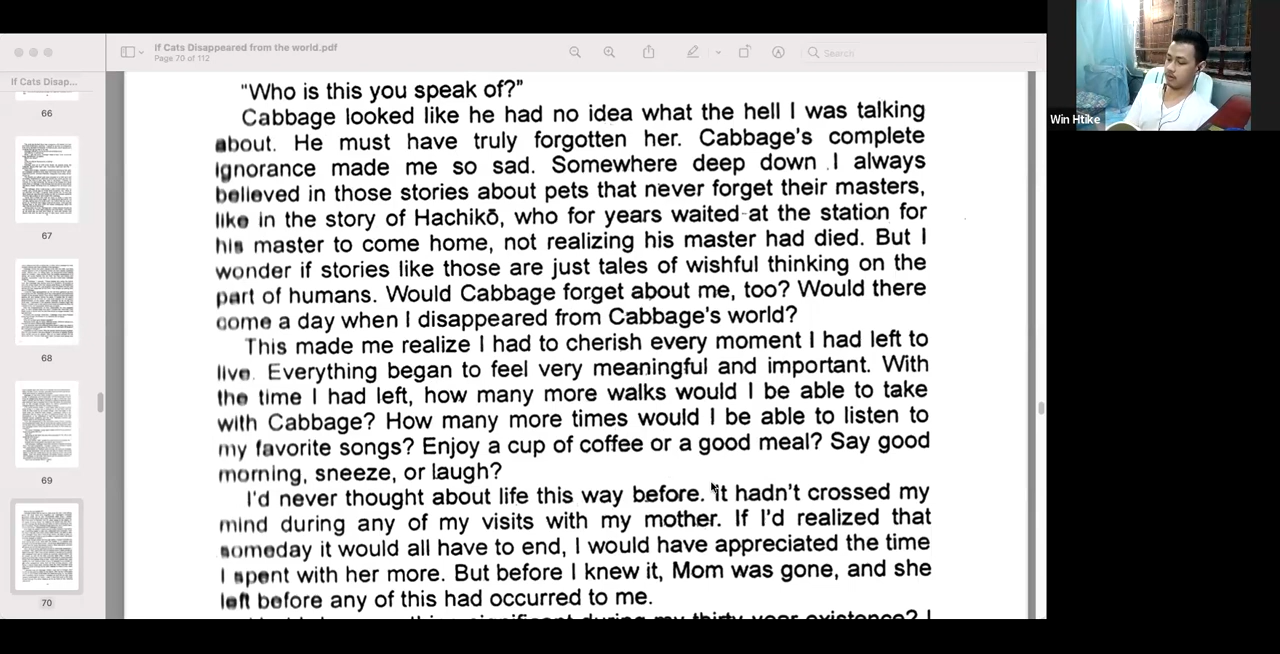 If Cats Disappeared from the world.pdf
Page 70 of 112
Search
If Cats Disap...
66
67
68
69
70
Win Htike
"Who is this you speak of?"
Cabbage looked like he had no idea what the hell I was talking
about. He must have truly forgotten her. Cabbage's complete
ignorance made me so sad. Somewhere deep down I always
believed in those stories about pets that never forget their masters,
like in the story of Hachikō, who for years waited at the station for
his master to come home, not realizing his master had died. But I
wonder if stories like those are just tales of wishful thinking on the
part of humans. Would Cabbage forget about me, too? Would there
come a day when I disappeared from Cabbage's world?
This made me realize I had to cherish every moment I had left to
live. Everything began to feel very meaningful and important. With
the time I had left, how many more walks would I be able to take
with Cabbage? How many more times would I be able to listen to
my favorite songs? Enjoy a cup of coffee or a good meal? Say good
morning, sneeze, or laugh?
I'd never thought about life this way before. It hadn't crossed my
mind during any of my visits with my mother. If I'd realized that
someday it would all have to end, I would have appreciated the time
I spent with her more. But before I knew it, Mom was gone, and she
left before any of this had occurred to me.
significant during my thirty-year existence? I